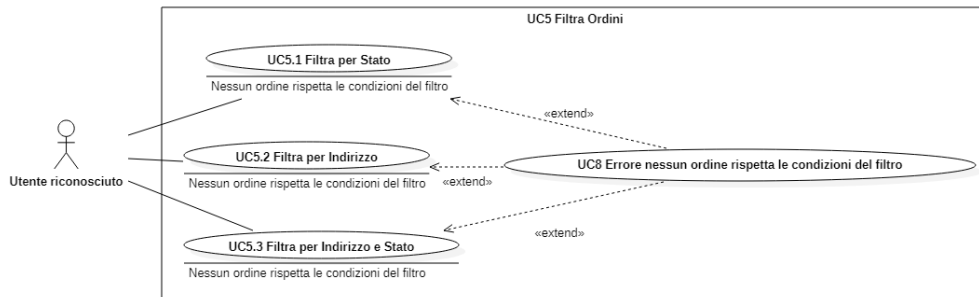 UC5 Filtra Ordini
UC5.1 Filtra per Stato
Nessun ordine rispetta le condizioni del filtro
«extend»
Utente riconosciuto
UC5.2 Filtra per Indirizzo
Nessun ordine rispetta le condizioni del filtro
«extend»
UC8 Errore nessun ordine rispetta le condizioni del filtro
«extend»
UC5.3 Filtra per Indirizzo e Stato
Nessun ordine rispetta le condizioni del filtro